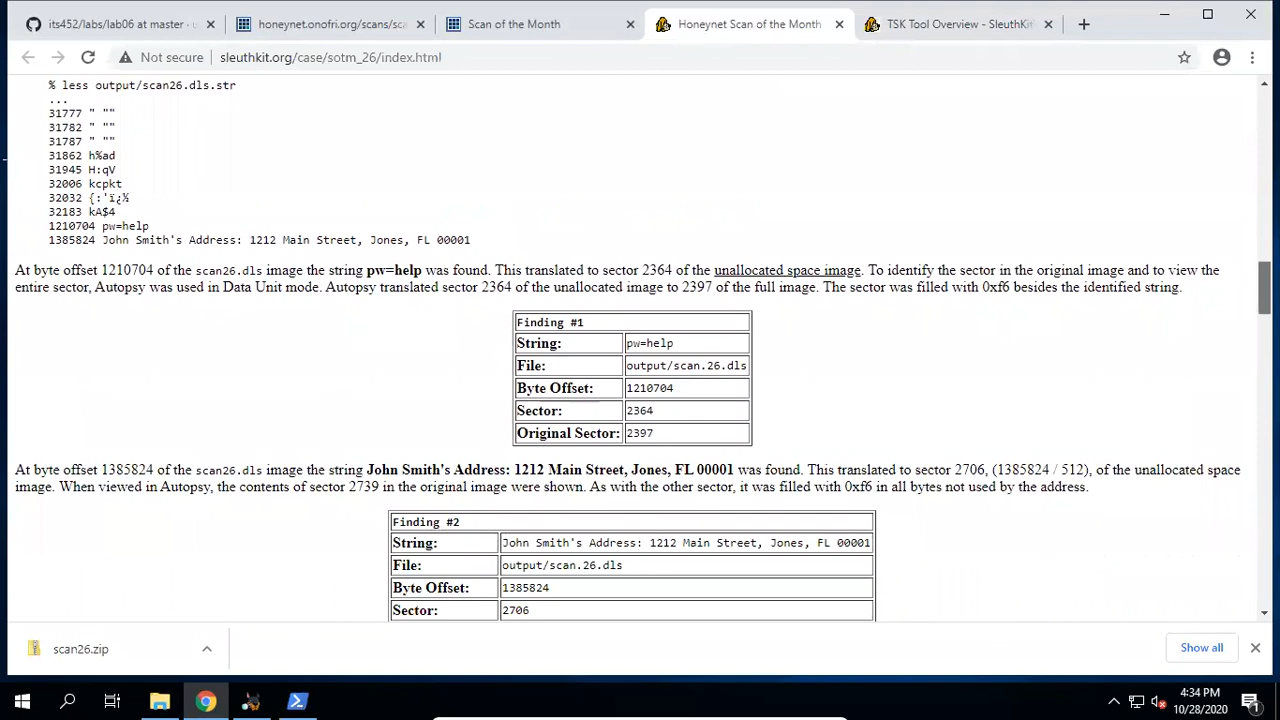 its452/labs/lab06 at master · u
honeynet.onofri.org/scans/sca
Scan of the Month
Honeynet Scan of the Month
TSK Tool Overview - SleuthKit
Not secure
sleuthkit.org/case/sotm_26/index.html
% less output/scan26.dls.str
...
31777 " ""
31782 " ""
31787 " ""
31862 h%ad
31945 H:qV
32006 kcpkt
32032 {:'ï¿½
32183 kA$4
1210704 pw=help
1385824 John Smith's Address: 1212 Main Street, Jones, FL 00001
At byte offset 1210704 of the scan26.dls image the string pw=help was found. This translated to sector 2364 of the unallocated space image. To identify the sector in the original image and to view the
entire sector, Autopsy was used in Data Unit mode. Autopsy translated sector 2364 of the unallocated image to 2397 of the full image. The sector was filled with 0xf6 besides the identified string.
Finding #1
String: pw=help
File: output/scan.26.dls
Byte Offset: 1210704
Sector: 2364
Original Sector: 2397
At byte offset 1385824 of the scan26.dls image the string John Smith's Address: 1212 Main Street, Jones, FL 00001 was found. This translated to sector 2706, (1385824 / 512), of the unallocated space
image. When viewed in Autopsy, the contents of sector 2739 in the original image were shown. As with the other sector, it was filled with 0xf6 in all bytes not used by the address.
Finding #2
String: John Smith's Address: 1212 Main Street, Jones, FL 00001
File: output/scan.26.dls
Byte Offset: 1385824
Sector: 2706
scan26.zip
Show all
4:34 PM
10/28/2020
1